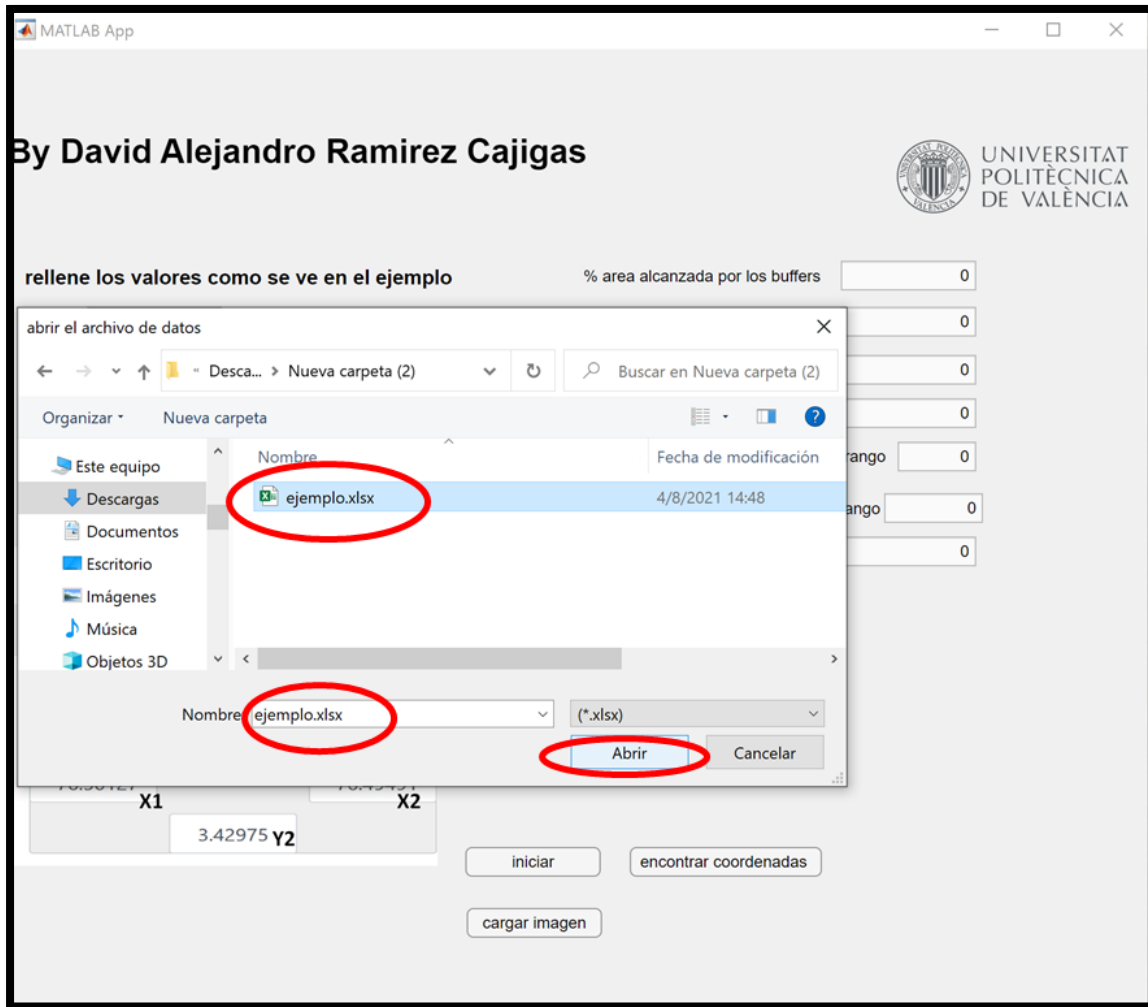 MATLAB App
By David Alejandro Ramirez Cajigas
UNIVERSITAT
POLITÈCNICA
DE VALÈNCIA
rellene los valores como se ve en el ejemplo
% area alcanzada por los buffers 0
abrir el archivo de datos
0
Desca... > Nueva carpeta (2)
Buscar en Nueva carpeta (2)
0
Organizar
Nueva carpeta
0
Nombre
Fecha de modificación
rango 0
Este equipo
Descargas
ejemplo.xlsx
4/8/2021 14:48
ango 0
Documentos
0
Escritorio
Imágenes
Música
Objetos 3D
Nombre
ejemplo.xlsx
(*.xlsx)
Abrir
Cancelar
X1
X2
3.42975 Y2
iniciar
encontrar coordenadas
cargar imagen